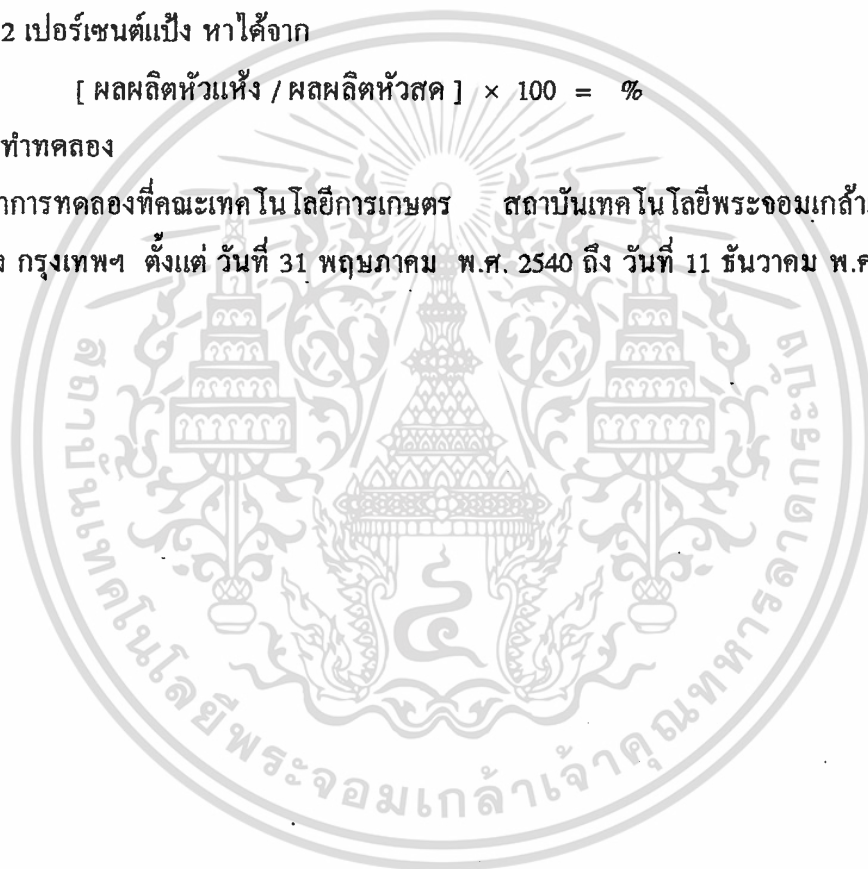 2 เปอร์เซนต์แป้ง หาได้จาก
[ ผลผลิตหัวแห้ง / ผลผลิตหัวสด ] × 100 = %
ทำทดลอง
าการทดลองที่คณะเทคโนโลยีการเกษตร สถาบันเทคโนโลยีพระจอมเกล้า
ง กรุงเทพฯ ตั้งแต่ วันที่ 31 พฤษภาคม พ.ศ. 2540 ถึง วันที่ 11 ธันวาคม พ.ศ
สถาบันเทคโนโลยีพระจอมเกล้าเจ้าคุณทหารลาดกระบัง